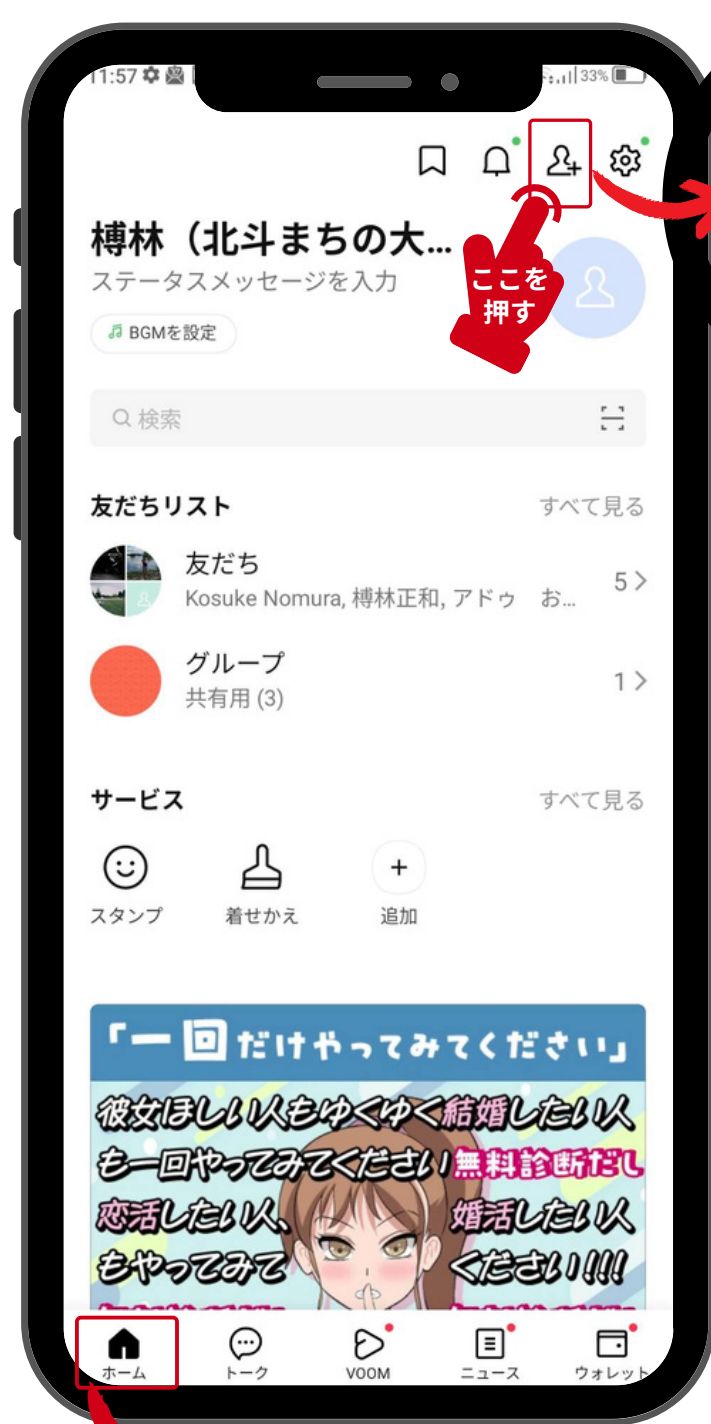 11:57
33%
榑林（北斗まちの大...
ステータスメッセージを入力
ここを
押す
BGMを設定
検索
友だちリスト
すべて見る
友だち
5
Kosuke Nomura, 榑林正和, アドゥ　お...
グループ
1
共有用 (3)
サービス
すべて見る
スタンプ
着せかえ
追加
「一回だけやってみてください」
彼女ほしい人もゆくゆく結婚したい人
も一回やってみてください無料診断だし
恋活したい人、婚活したい人
もやってみてください!!!
ホーム
トーク
VOOM
ニュース
ウォレット